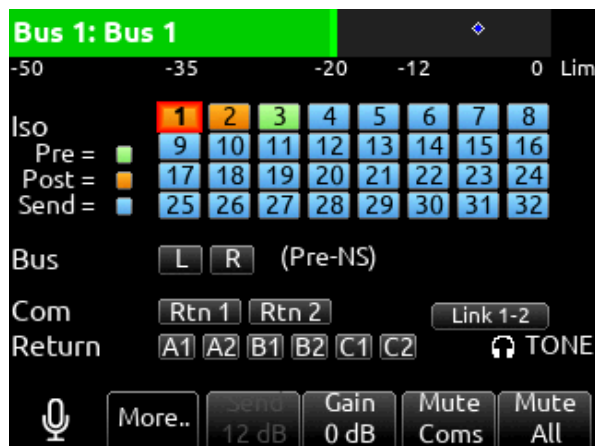 Bus 1: Bus 1
-50 -35 -20 -12 0 Lim
Iso 1 2 3 4 5 6 7 8
Pre = 9 10 11 12 13 14 15 16
Post = 17 18 19 20 21 22 23 24
Send = 25 26 27 28 29 30 31 32
Bus L R (Pre-NS)
Com Rtn 1 Rtn 2 Link 1-2
Return A1 A2 B1 B2 C1 C2 TONE
More.. Send Gain Mute Mute
12 dB 0 dB Coms All